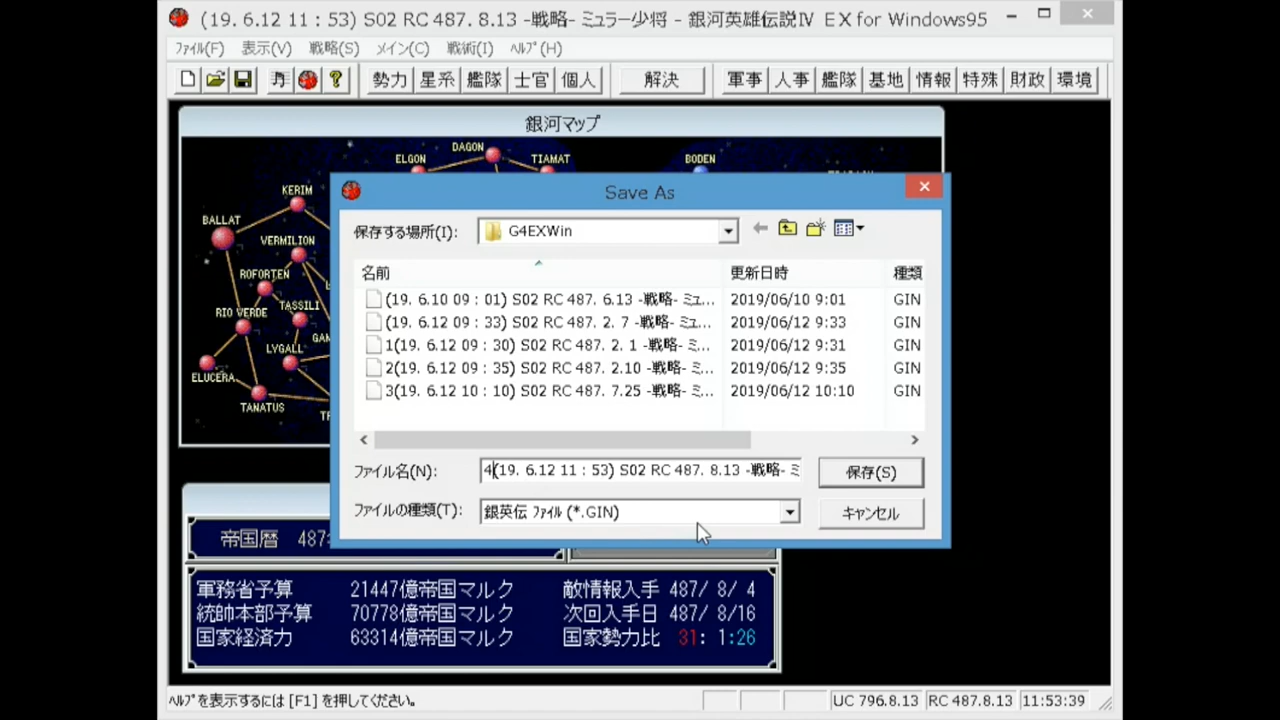 (19. 6.12 11 : 53) S02 RC 487. 8.13 -戦略- ミュラー少将 - 銀河英雄伝説Ⅳ EX for Windows95
ﾌｧｲﾙ(F) 表示(V) 戦略(S) ﾒｲﾝ(C) 戦術(I) ﾍﾙﾌﾟ(H)
勢力 星系 艦隊 士官 個人 解決 軍事 人事 艦隊 基地 情報 特殊 財政 環境
銀河マップ
DAGON
ELGON
TIAMAT
BODEN
KERIM
BALLAT
VERMILION
ROFORTEN
TASSILI
RIO VERDE
LYGALL
ELUCERA
TANATUS
Save As
保存する場所(I): G4EXWin
名前 更新日時 種類
(19. 6.10 09 : 01) S02 RC 487. 6.13 -戦略- ミュ... 2019/06/10 9:01 GIN
(19. 6.12 09 : 33) S02 RC 487. 2. 7 -戦略- ミュ... 2019/06/12 9:33 GIN
1(19. 6.12 09 : 30) S02 RC 487. 2. 1 -戦略- ミ... 2019/06/12 9:31 GIN
2(19. 6.12 09 : 35) S02 RC 487. 2.10 -戦略- ミ... 2019/06/12 9:35 GIN
3(19. 6.12 10 : 10) S02 RC 487. 7.25 -戦略- ミ... 2019/06/12 10:10 GIN
ファイル名(N): 4(19. 6.12 11 : 53) S02 RC 487. 8.13 -戦略- ミ 保存(S)
ファイルの種類(T): 銀英伝 ﾌｧｲﾙ (*.GIN) キャンセル
帝国暦 487
軍務省予算 21447億帝国マルク 敵情報入手 487/ 8/ 4
統帥本部予算 70778億帝国マルク 次回入手日 487/ 8/16
国家経済力 63314億帝国マルク 国家勢力比 31: 1:26
ﾍﾙﾌﾟを表示するには [F1] を押してください。 UC 796.8.13 RC 487.8.13 11:53:39